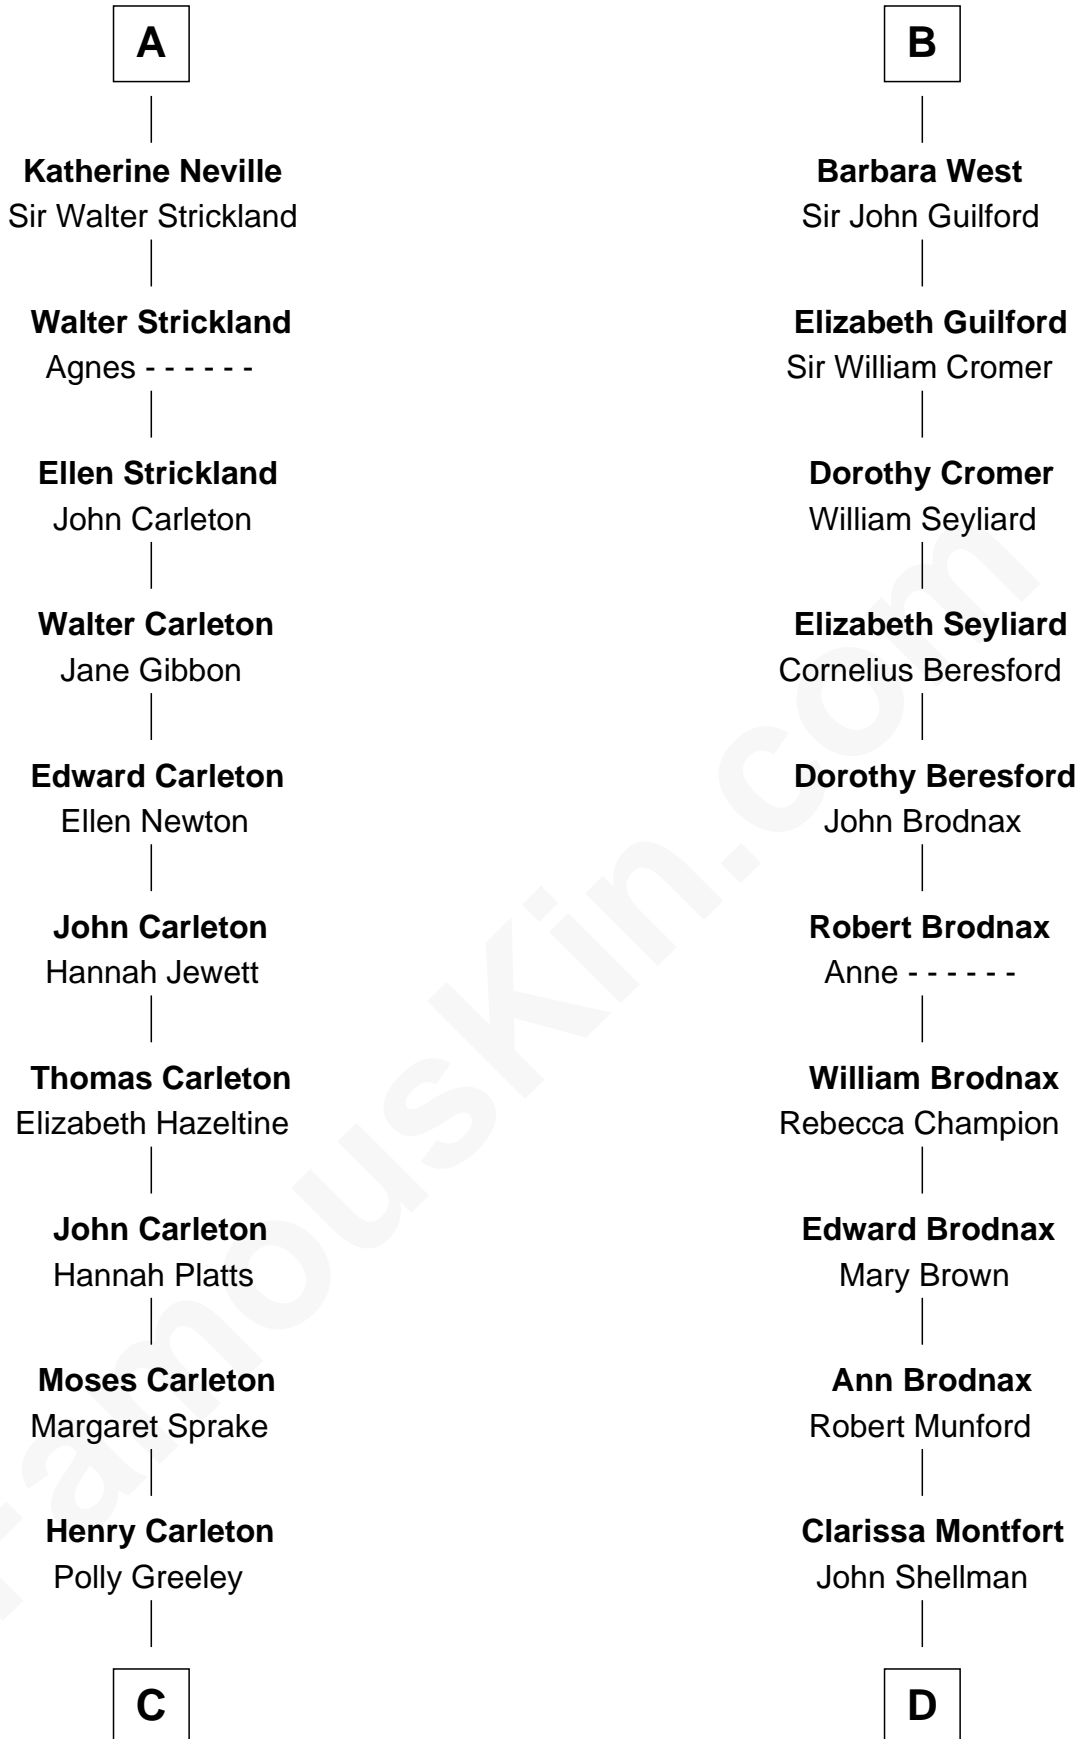 A
Katherine Neville
Sir Walter Strickland
Walter Strickland
Agnes - - - - - -
Ellen Strickland
John Carleton
Walter Carleton
Jane Gibbon
Edward Carleton
Ellen Newton
John Carleton
Hannah Jewett
Thomas Carleton
Elizabeth Hazeltine
John Carleton
Hannah Platts
Moses Carleton
Margaret Sprake
Henry Carleton
Polly Greeley
C
B
Barbara West
Sir John Guilford
Elizabeth Guilford
Sir William Cromer
Dorothy Cromer
William Seyliard
Elizabeth Seyliard
Cornelius Beresford
Dorothy Beresford
John Brodnax
Robert Brodnax
Anne - - - - - -
William Brodnax
Rebecca Champion
Edward Brodnax
Mary Brown
Ann Brodnax
Robert Munford
Clarissa Montfort
John Shellman
D
FamousKin.com